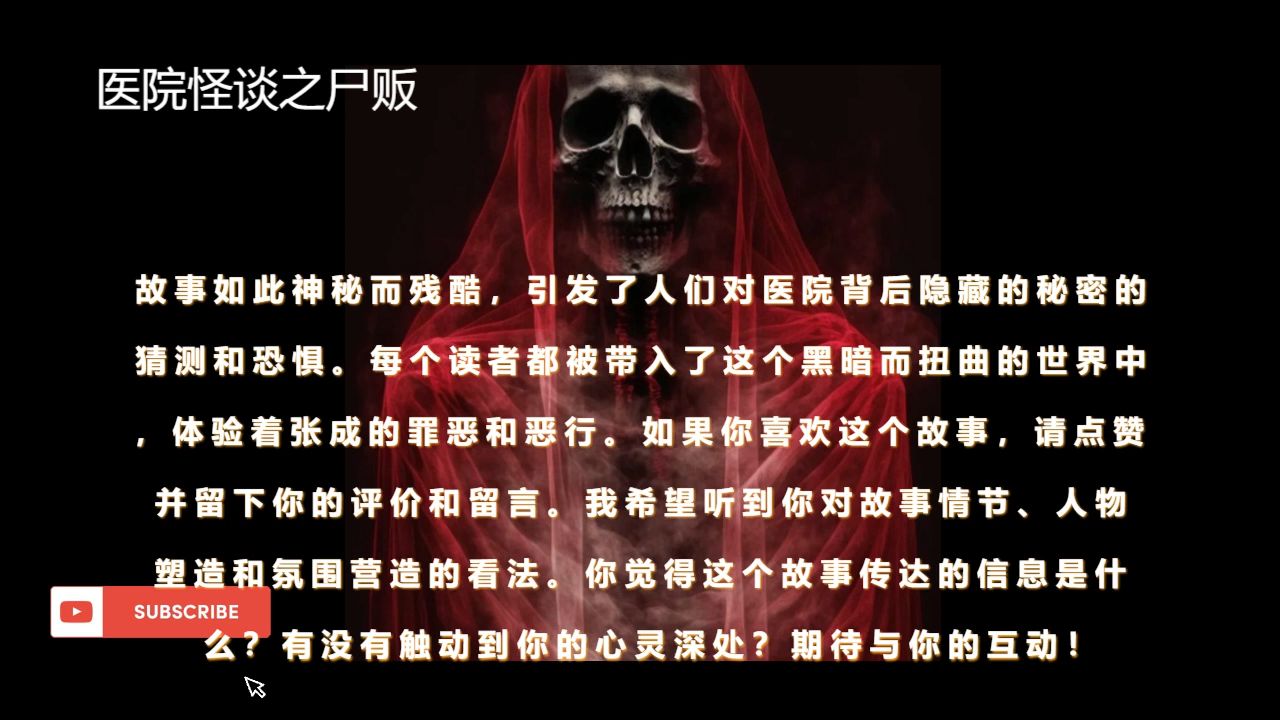 医院怪谈之尸贩
故事如此神秘而残酷，引发了人们对医院背后隐藏的秘密的
猜测和恐惧。每个读者都被带入了这个黑暗而扭曲的世界中
，体验着张成的罪恶和恶行。如果你喜欢这个故事，请点赞
并留下你的评价和留言。我希望听到你对故事情节、人物
塑造和氛围营造的看法。你觉得这个故事传达的信息是什
SUBSCRIBE
么？有没有触动到你的心灵深处？期待与你的互动！